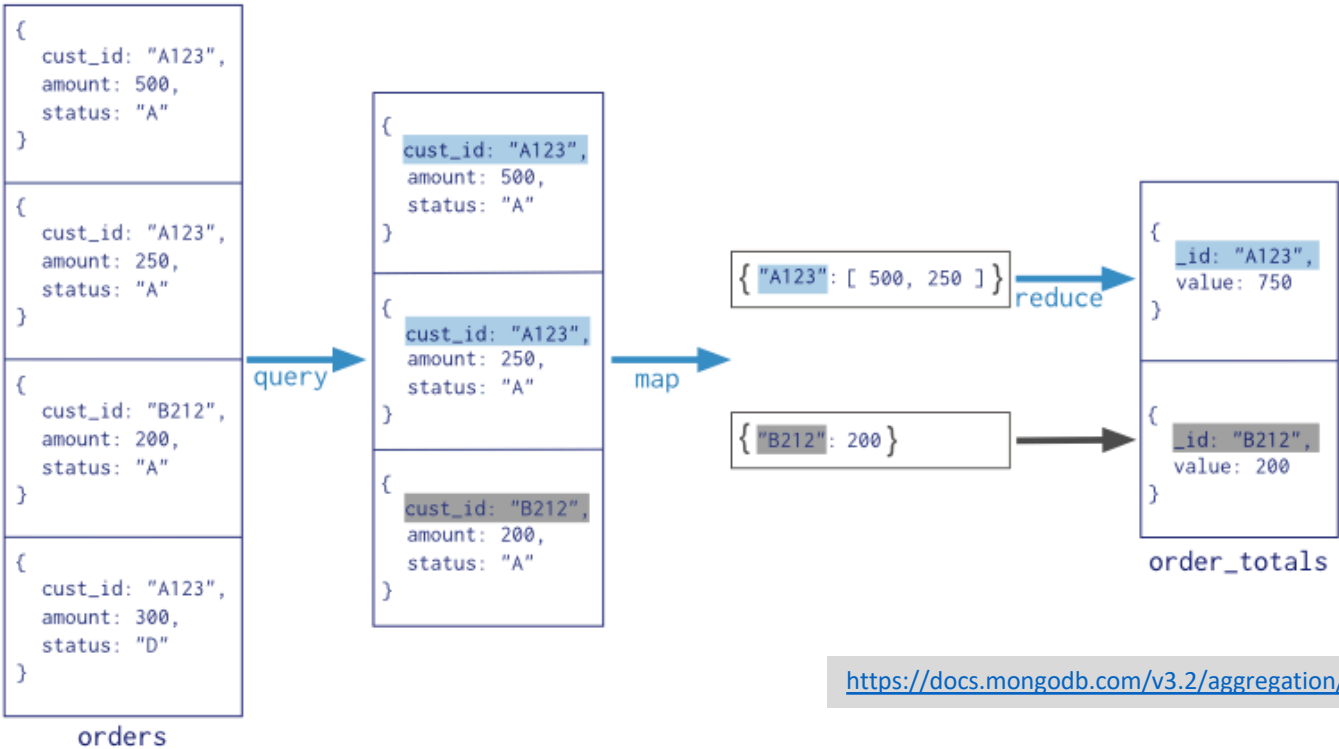 {
cust_id: "A123",
amount: 500,
status: "A"
}
{
cust_id: "A123",
amount: 250,
status: "A"
}
{
cust_id: "B212",
amount: 200,
status: "A"
}
{
cust_id: "A123",
amount: 300,
status: "D"
}
orders
query
{
cust_id: "A123",
amount: 500,
status: "A"
}
{
cust_id: "A123",
amount: 250,
status: "A"
}
{
cust_id: "B212",
amount: 200,
status: "A"
}
map
{ "A123": [ 500, 250 ] }
{ "B212": 200 }
reduce
{
_id: "A123",
value: 750
}
{
_id: "B212",
value: 200
}
order_totals
https://docs.mongodb.com/v3.2/aggregation/